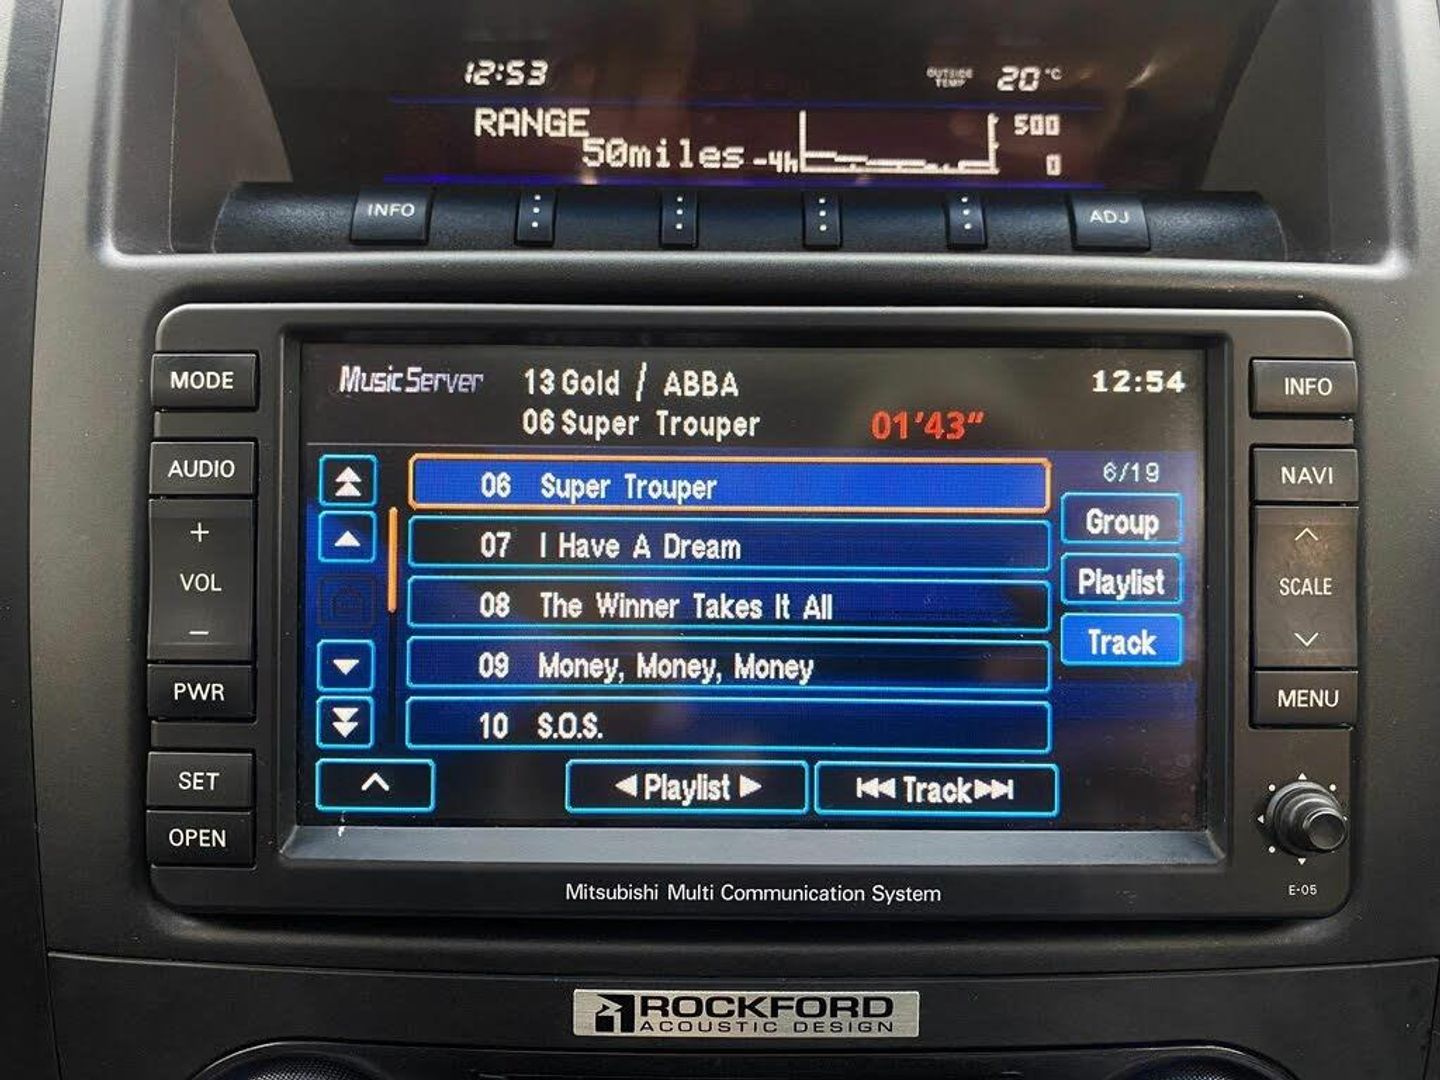 12:53 OUTSIDE TEMP 20°C
RANGE 500
50miles -4h 0
INFO ADJ
MODE MusicServer 13 Gold / ABBA 12:54 INFO
06 Super Trouper 01'43"
AUDIO 06 Super Trouper 6/19 NAVI
Group
+ 07 I Have A Dream
VOL 08 The Winner Takes It All Playlist SCALE
– 09 Money, Money, Money Track
PWR 10 S.O.S. MENU
SET Playlist Track
OPEN
Mitsubishi Multi Communication System E-05
ROCKFORD
ACOUSTIC DESIGN